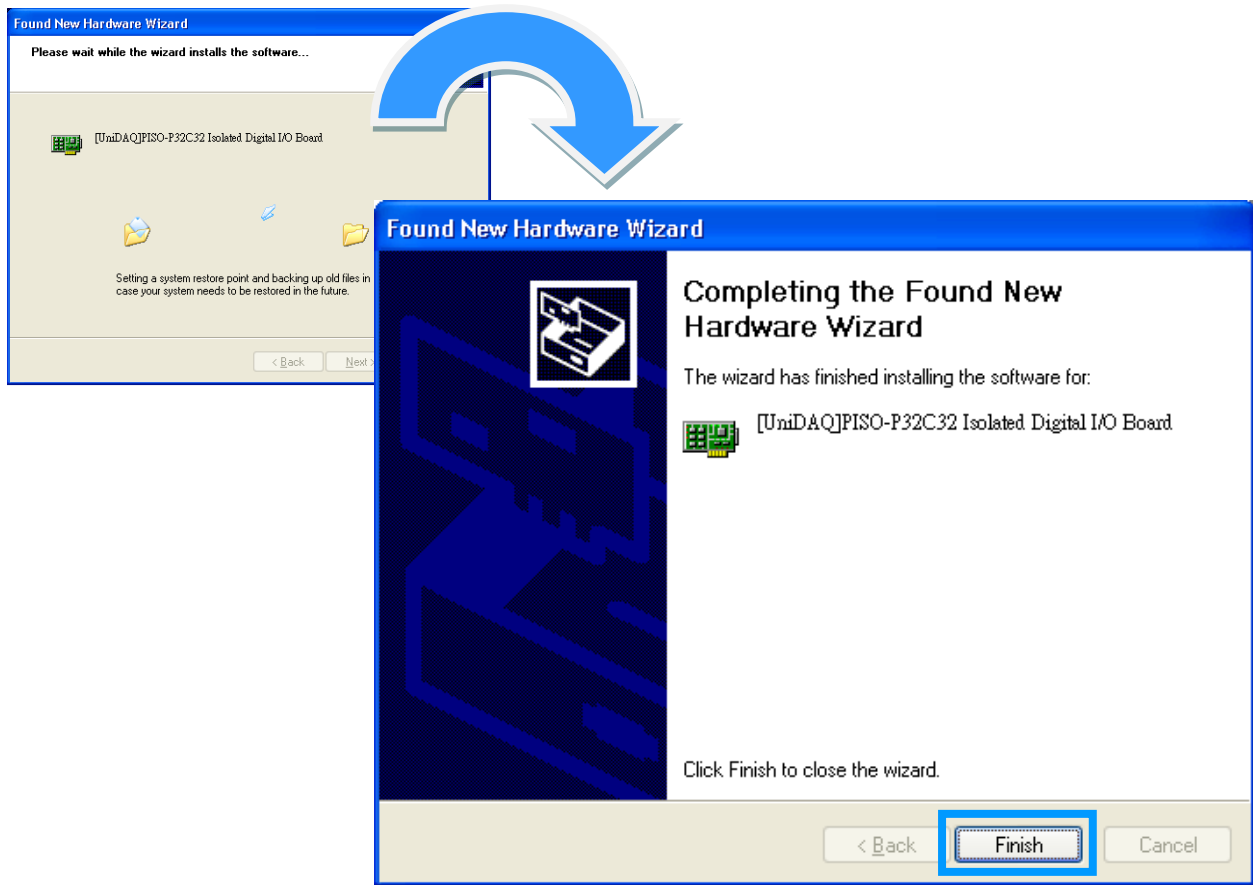 Found New Hardware Wizard
Please wait while the wizard installs the software...
[UniDAQ]PISO-P32C32 Isolated Digital I/O Board
Setting a system restore point and backing up old files in
case your system needs to be restored in the future.
< Back
Next >
Found New Hardware Wizard
Completing the Found New
Hardware Wizard
The wizard has finished installing the software for:
[UniDAQ]PISO-P32C32 Isolated Digital I/O Board
Click Finish to close the wizard.
< Back
Finish
Cancel